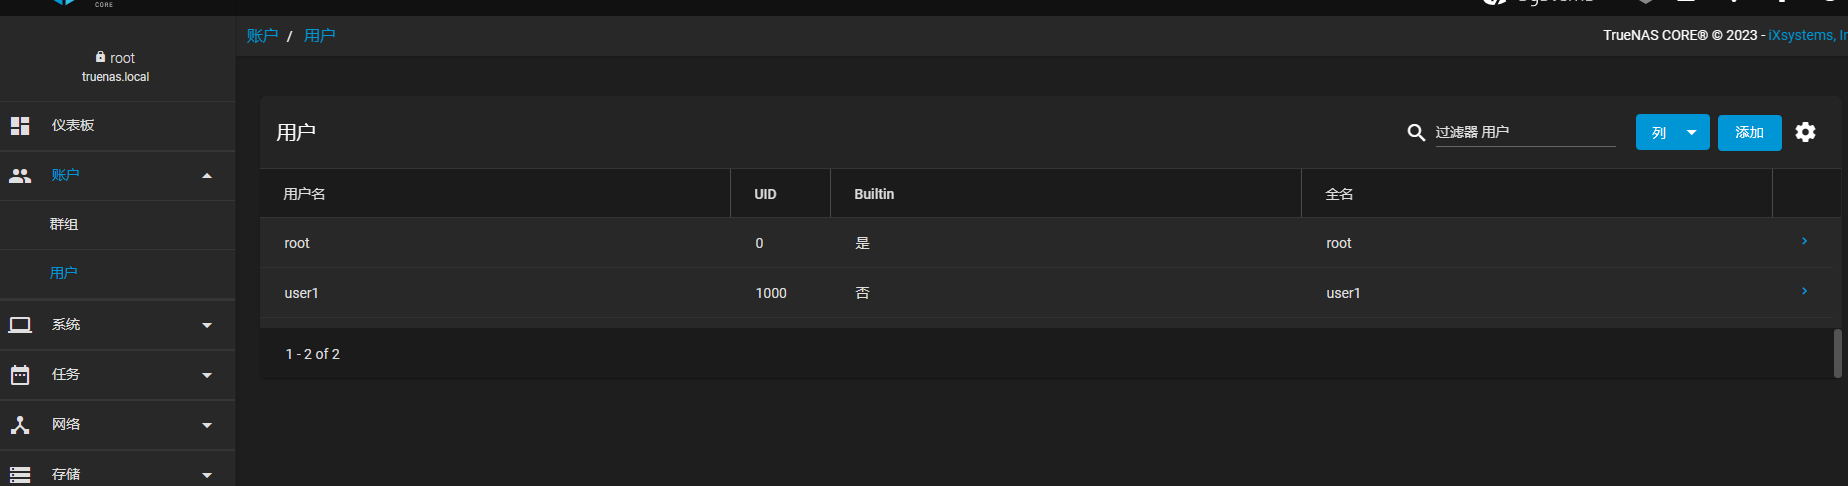 CORE
账户 / 用户
TrueNAS CORE® © 2023 - iXsystems,
root
truenas.local
仪表板
账户
群组
用户
系统
任务
网络
存储
用户
过滤器 用户
列
添加
用户名 UID Builtin 全名
root 0 是 root
user1 1000 否 user1
1 - 2 of 2